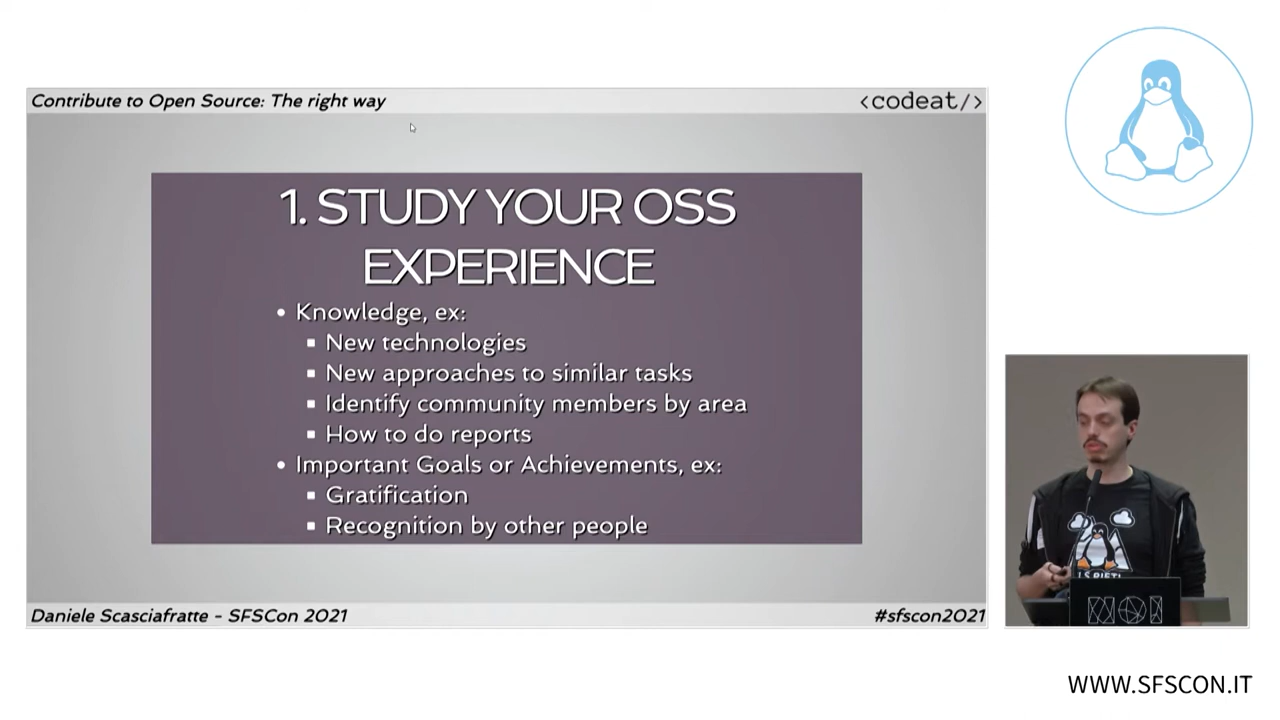 Contribute to Open Source: The right way
<codeat/>
1. STUDY YOUR OSS
EXPERIENCE
• Knowledge, ex:
▪ New technologies
▪ New approaches to similar tasks
▪ Identify community members by area
▪ How to do reports
• Important Goals or Achievements, ex:
▪ Gratification
▪ Recognition by other people
Daniele Scasciafratte - SFSCon 2021
#sfscon2021
NOI
WWW.SFSCON.IT